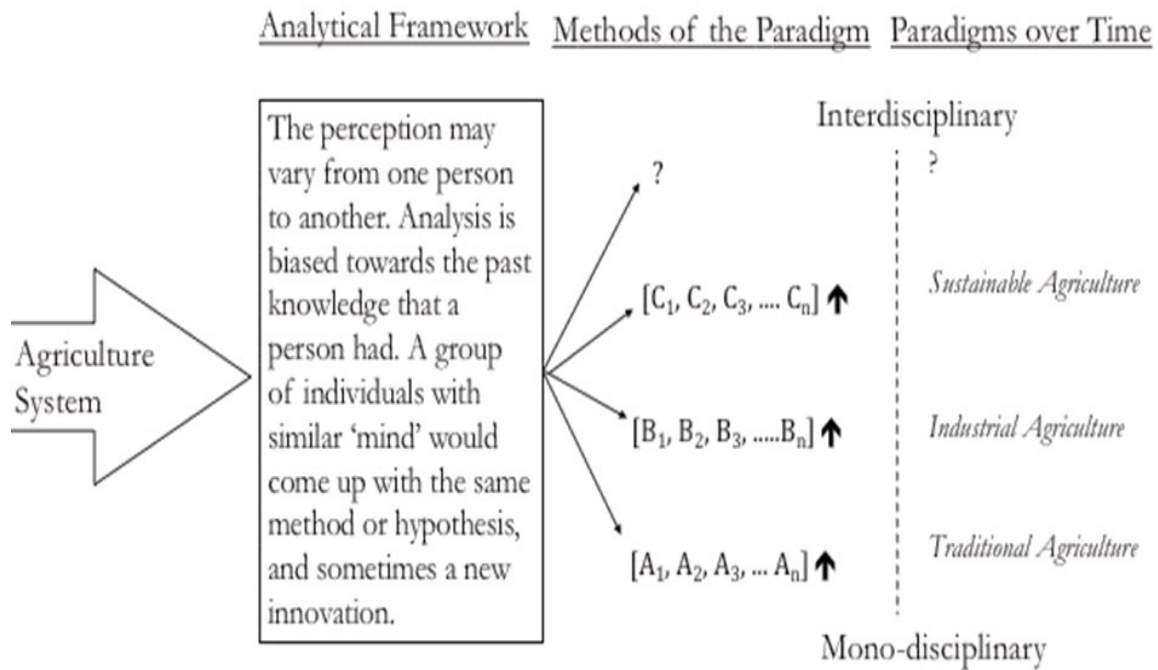 Analytical Framework
Methods of the Paradigm
Paradigms over Time
Agriculture
System
The perception may
vary from one person
to another. Analysis is
biased towards the past
knowledge that a
person had. A group
of individuals with
similar ‘mind’ would
come up with the same
method or hypothesis,
and sometimes a new
innovation.
?
[C₁, C₂, C₃, .... Cₙ]
[B₁, B₂, B₃, .....Bₙ]
[A₁, A₂, A₃, ... Aₙ]
Interdisciplinary
?
Sustainable Agriculture
Industrial Agriculture
Traditional Agriculture
Mono-disciplinary